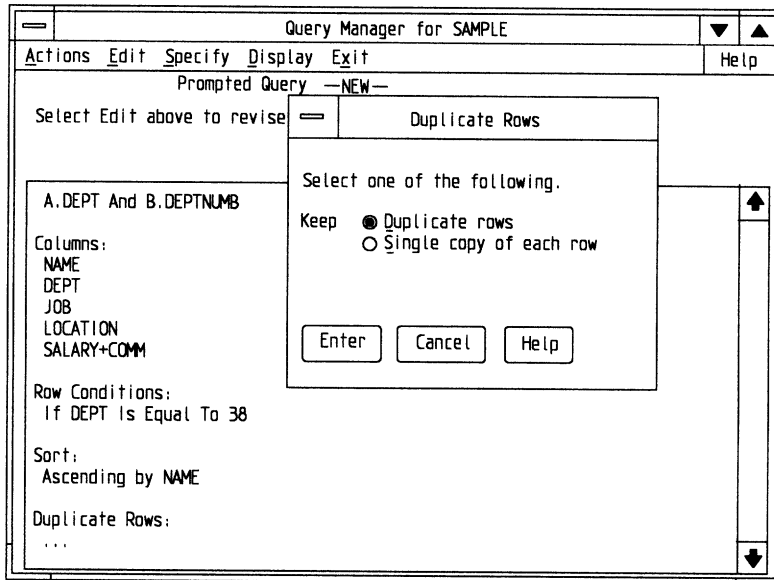 Query Manager for SAMPLE
Actions Edit Specify Display Exit Help
Prompted Query —NEW—
Select Edit above to revise
Duplicate Rows
Select one of the following.
Keep Duplicate rows
Single copy of each row
Enter Cancel Help
A.DEPT And B.DEPTNUMB
Columns:
NAME
DEPT
JOB
LOCATION
SALARY+COMM
Row Conditions:
If DEPT Is Equal To 38
Sort:
Ascending by NAME
Duplicate Rows:
...